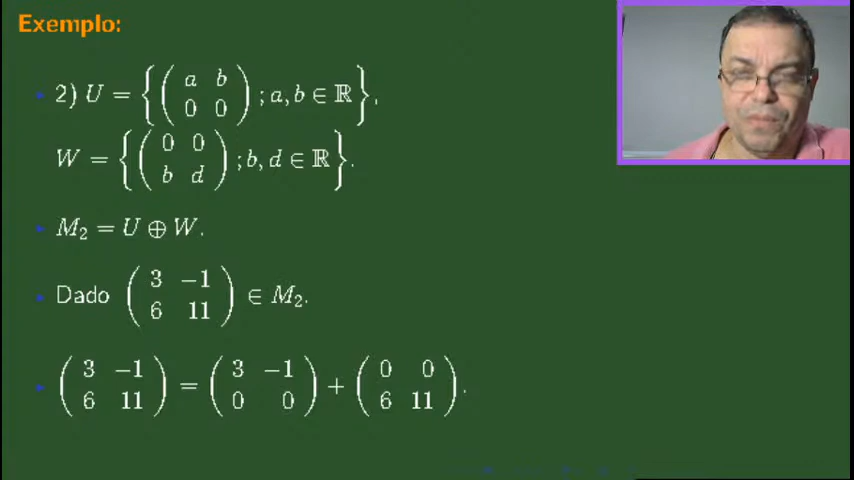 Exemplo:
2) U = { ( a b ; 0 0 ) ; a, b ∈ ℝ },
W = { ( 0 0 ; b d ) ; b, d ∈ ℝ }.
M₂ = U ⊕ W.
Dado ( 3 −1 ; 6 11 ) ∈ M₂.
( 3 −1 ; 6 11 ) = ( 3 −1 ; 0 0 ) + ( 0 0 ; 6 11 ).